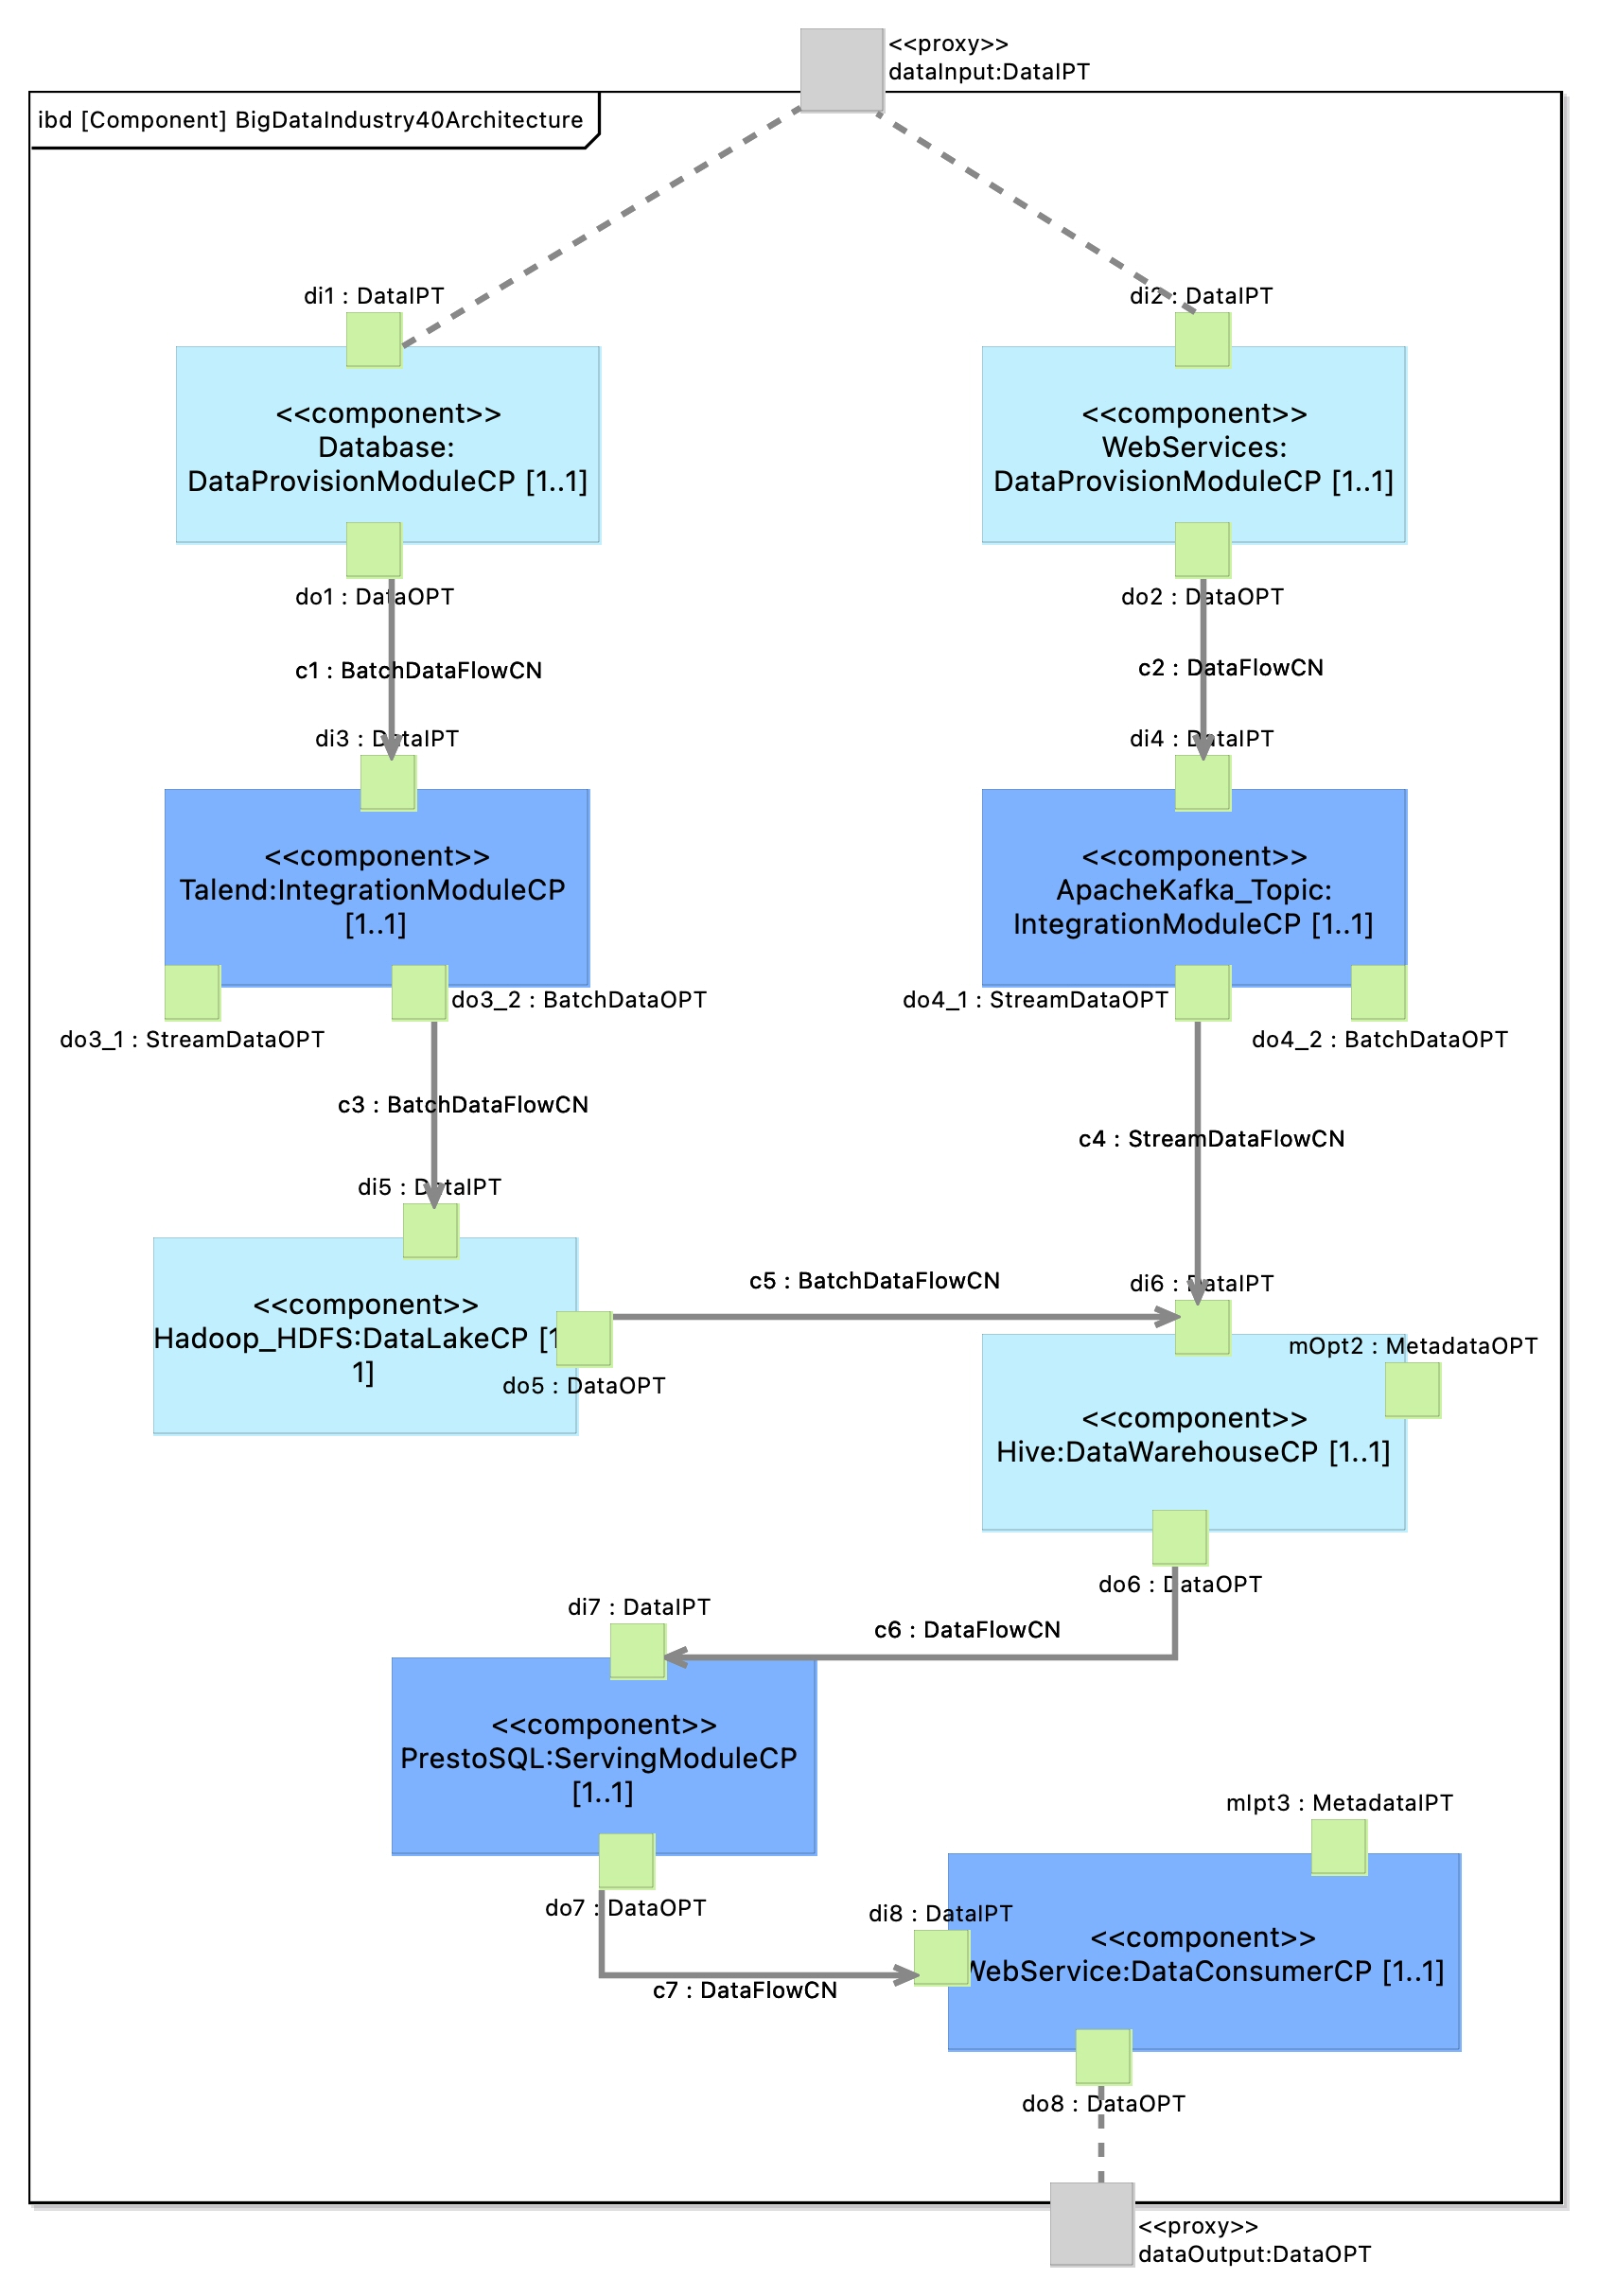 <<proxy>>
dataInput:DataIPT
ibd [Component] BigDataIndustry40Architecture
di1 : DataIPT
di2 : DataIPT
<<component>>
Database:
DataProvisionModuleCP [1..1]
<<component>>
WebServices:
DataProvisionModuleCP [1..1]
do1 : DataOPT
do2 : DataOPT
c1 : BatchDataFlowCN
c2 : DataFlowCN
di3 : DataIPT
di4 : DataIPT
<<component>>
Talend:IntegrationModuleCP
[1..1]
<<component>>
ApacheKafka_Topic:
IntegrationModuleCP [1..1]
do3_2 : BatchDataOPT
do4_1 : StreamDataOPT
do3_1 : StreamDataOPT
do4_2 : BatchDataOPT
c3 : BatchDataFlowCN
c4 : StreamDataFlowCN
di5 : DataIPT
c5 : BatchDataFlowCN
di6 : DataIPT
<<component>>
Hadoop_HDFS:DataLakeCP [1
1]
do5 : DataOPT
mOpt2 : MetadataOPT
<<component>>
Hive:DataWarehouseCP [1..1]
do6 : DataOPT
di7 : DataIPT
c6 : DataFlowCN
<<component>>
PrestoSQL:ServingModuleCP
[1..1]
mIpt3 : MetadataIPT
do7 : DataOPT
di8 : DataIPT
<<component>>
WebService:DataConsumerCP [1..1]
c7 : DataFlowCN
do8 : DataOPT
<<proxy>>
dataOutput:DataOPT